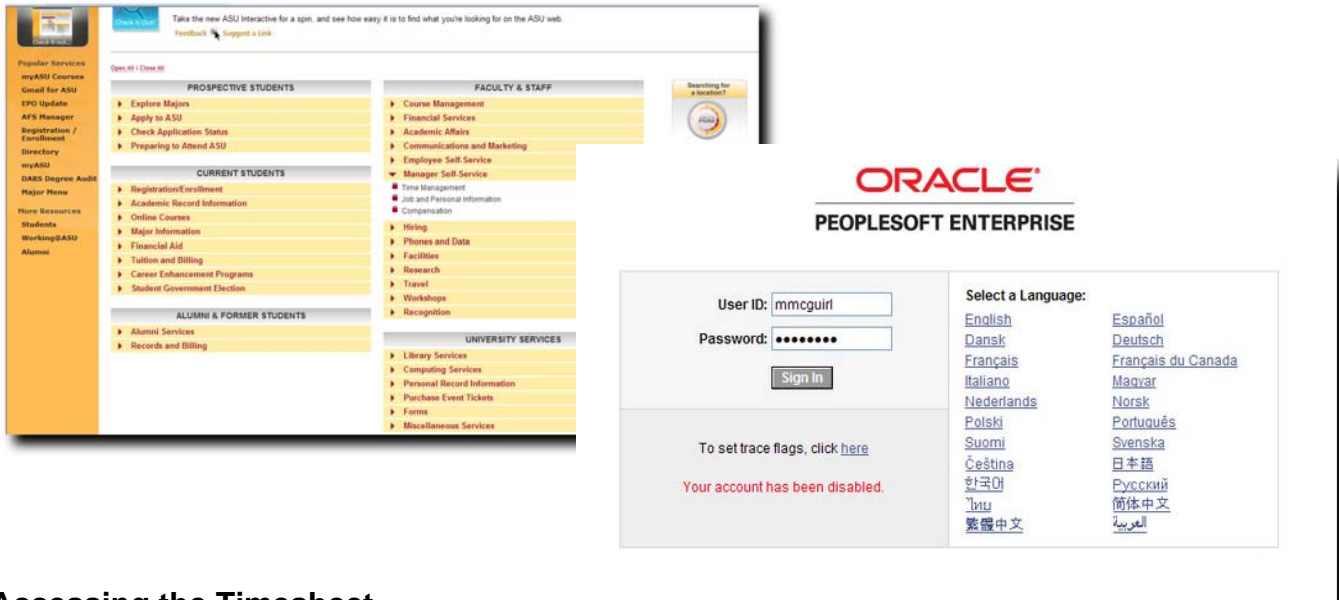 Take the new ASU Interactive for a spin, and see how easy it is to find what you're looking for on the ASU web.
Feedback Suggest a Link
Popular Services
myASU Courses
Gmail for ASU
EPO Update
AFS Manager
Registration /
Enrollment
Directory
myASU
DARS Degree Audit
Major Menu
More Resources
Students
Working@ASU
Alumni
Open All | Close All
PROSPECTIVE STUDENTS
Explore Majors
Apply to ASU
Check Application Status
Preparing to Attend ASU
CURRENT STUDENTS
Registration/Enrollment
Academic Record Information
Online Courses
Major Information
Financial Aid
Tuition and Billing
Career Enhancement Programs
Student Government Election
ALUMNI & FORMER STUDENTS
Alumni Services
Records and Billing
FACULTY & STAFF
Course Management
Financial Services
Academic Affairs
Communications and Marketing
Employee Self-Service
Manager Self-Service
Time Management
Job and Personal Information
Compensation
Hiring
Phones and Data
Facilities
Research
Travel
Workshops
Recognition
UNIVERSITY SERVICES
Library Services
Computing Services
Personal Record Information
Purchase Event Tickets
Forms
Miscellaneous Services
Searching for
a location?
ORACLE®
PEOPLESOFT ENTERPRISE
User ID: mmcguirl
Password: ••••••••
Sign In
To set trace flags, click here
Your account has been disabled.
Select a Language:
English Español
Dansk Deutsch
Français Français du Canada
Italiano Magyar
Nederlands Norsk
Polski Português
Suomi Svenska
Čeština 日本語
한국어 Русский
ไทย 简体中文
繁體中文 العربية
Accessing the Timesheet